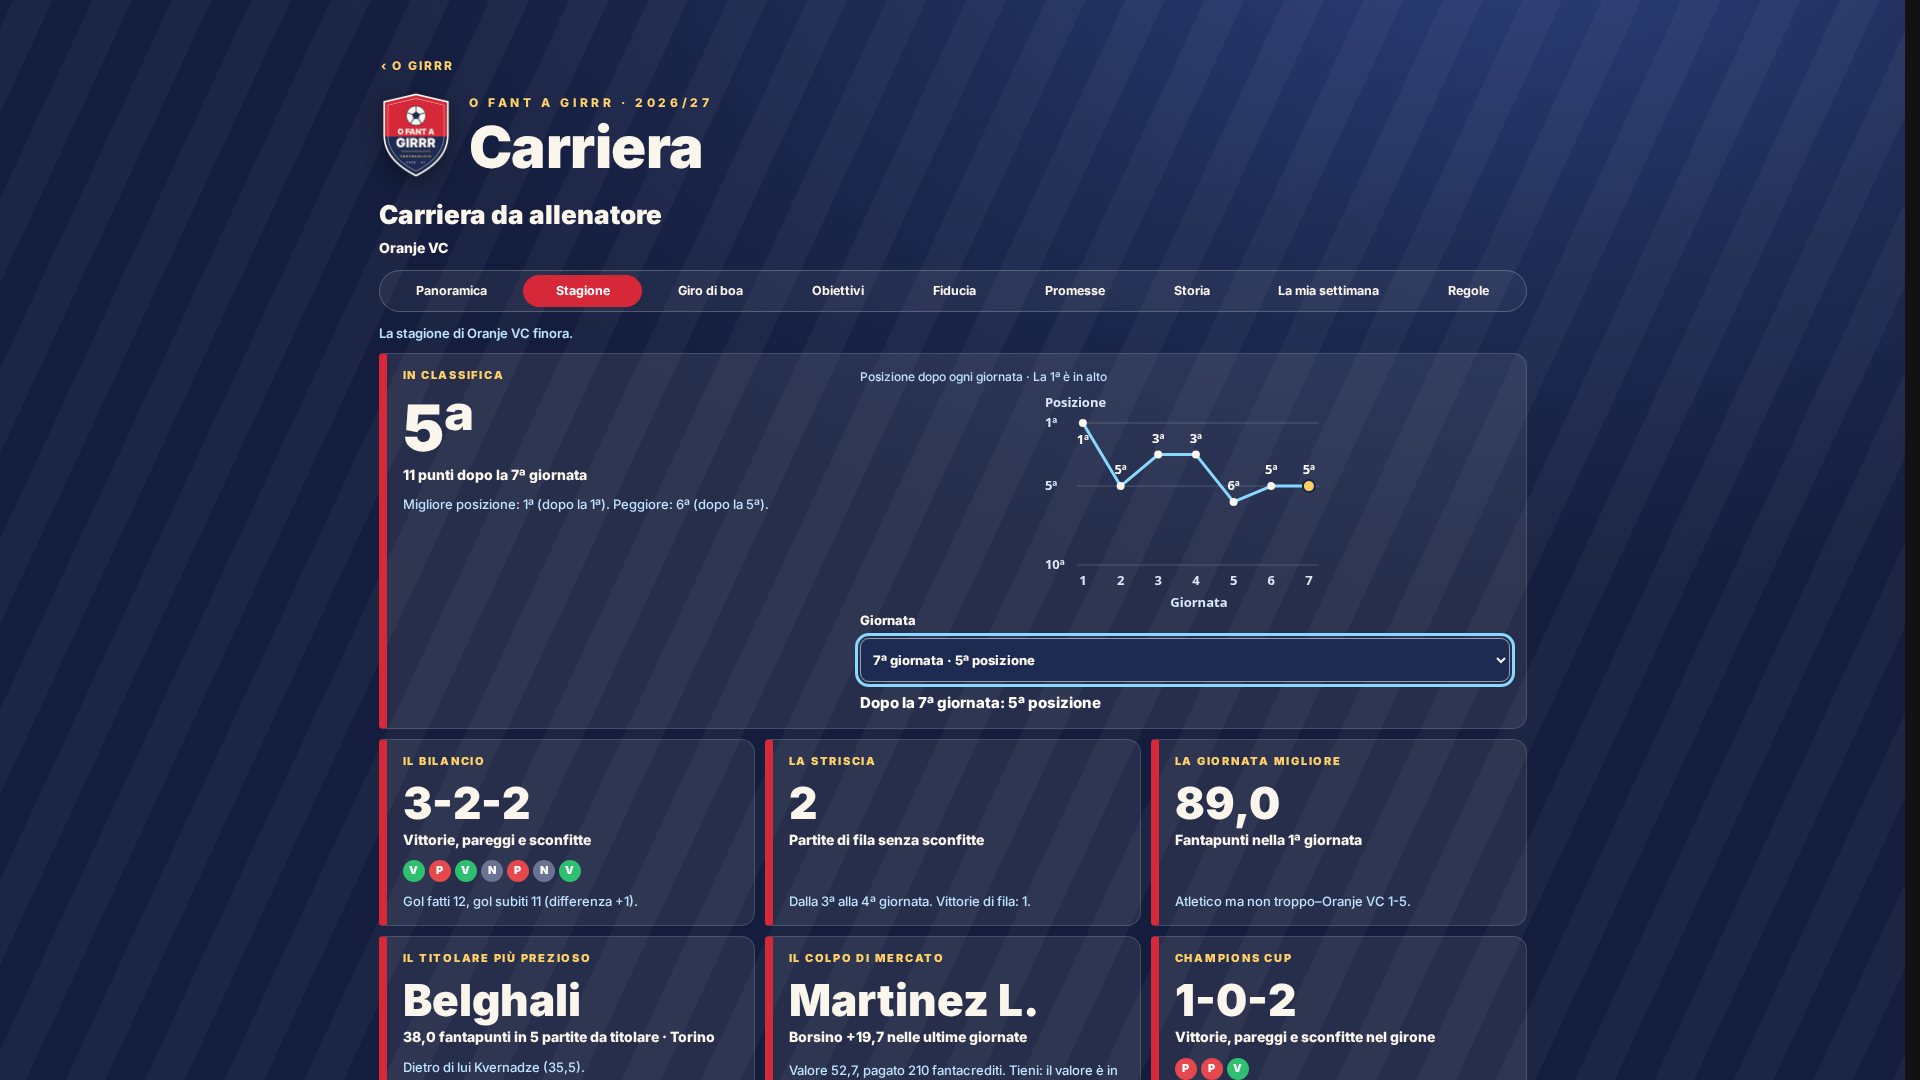 ‹ O GIRRR
O FANT A
GIRRR
FANTACALCIO
O FANT A GIRRR · 2026/27
Carriera
Carriera da allenatore
Oranje VC
Panoramica Stagione Giro di boa Obiettivi Fiducia Promesse Storia La mia settimana Regole
La stagione di Oranje VC finora.
IN CLASSIFICA
5ª
11 punti dopo la 7ª giornata
Migliore posizione: 1ª (dopo la 1ª). Peggiore: 6ª (dopo la 5ª).
Posizione dopo ogni giornata · La 1ª è in alto
Posizione
1ª
5ª
10ª
1ª 5ª 3ª 3ª 6ª 5ª 5ª
1 2 3 4 5 6 7
Giornata
Giornata
7ª giornata · 5ª posizione
Dopo la 7ª giornata: 5ª posizione
IL BILANCIO
3-2-2
Vittorie, pareggi e sconfitte
V P V N P N V
Gol fatti 12, gol subiti 11 (differenza +1).
LA STRISCIA
2
Partite di fila senza sconfitte
Dalla 3ª alla 4ª giornata. Vittorie di fila: 1.
LA GIORNATA MIGLIORE
89,0
Fantapunti nella 1ª giornata
Atletico ma non troppo–Oranje VC 1-5.
IL TITOLARE PIÙ PREZIOSO
Belghali
38,0 fantapunti in 5 partite da titolare · Torino
Dietro di lui Kvernadze (35,5).
IL COLPO DI MERCATO
Martinez L.
Borsino +19,7 nelle ultime giornate
Valore 52,7, pagato 210 fantacrediti. Tieni: il valore è in
CHAMPIONS CUP
1-0-2
Vittorie, pareggi e sconfitte nel girone
P P V